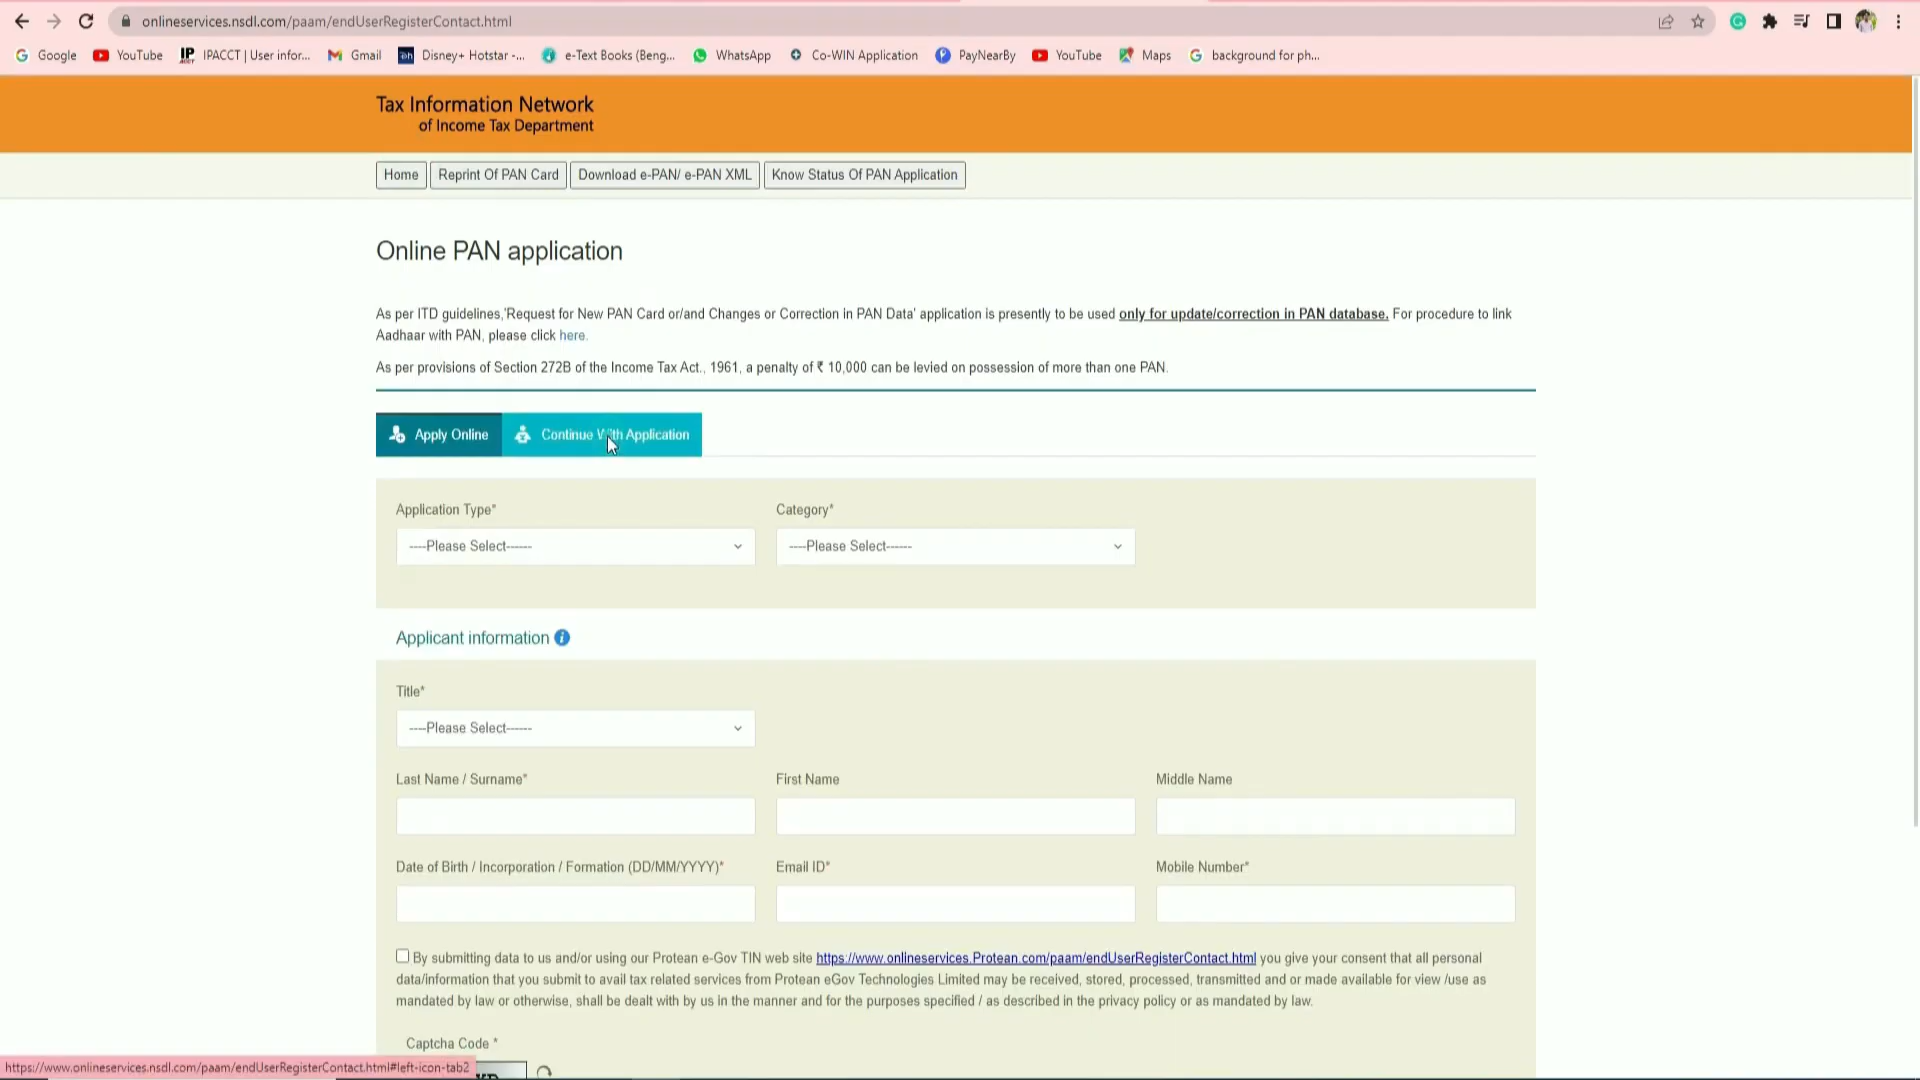 onlineservices.nsdl.com/paam/endUserRegisterContact.html
Google YouTube IPACCT | User infor... Gmail Disney+ Hotstar -... e-Text Books (Beng... WhatsApp Co-WIN Application PayNearBy YouTube Maps background for ph...
Tax Information Network
of Income Tax Department
Home Reprint Of PAN Card Download e-PAN/ e-PAN XML Know Status Of PAN Application
Online PAN application
As per ITD guidelines,'Request for New PAN Card or/and Changes or Correction in PAN Data' application is presently to be used only for update/correction in PAN database. For procedure to link
Aadhaar with PAN, please click here.
As per provisions of Section 272B of the Income Tax Act., 1961, a penalty of ₹ 10,000 can be levied on possession of more than one PAN.
Apply Online Continue With Application
Application Type* Category*
----Please Select------ ----Please Select------
Applicant information
Title*
----Please Select------
Last Name / Surname* First Name Middle Name
Date of Birth / Incorporation / Formation (DD/MM/YYYY)* Email ID* Mobile Number*
By submitting data to us and/or using our Protean e-Gov TIN web site https://www.onlineservices.Protean.com/paam/endUserRegisterContact.html you give your consent that all personal
data/information that you submit to avail tax related services from Protean eGov Technologies Limited may be received, stored, processed, transmitted and or made available for view /use as
mandated by law or otherwise, shall be dealt with by us in the manner and for the purposes specified / as described in the privacy policy or as mandated by law.
Captcha Code *
https://www.onlineservices.nsdl.com/paam/endUserRegisterContact.html#left-icon-tab2